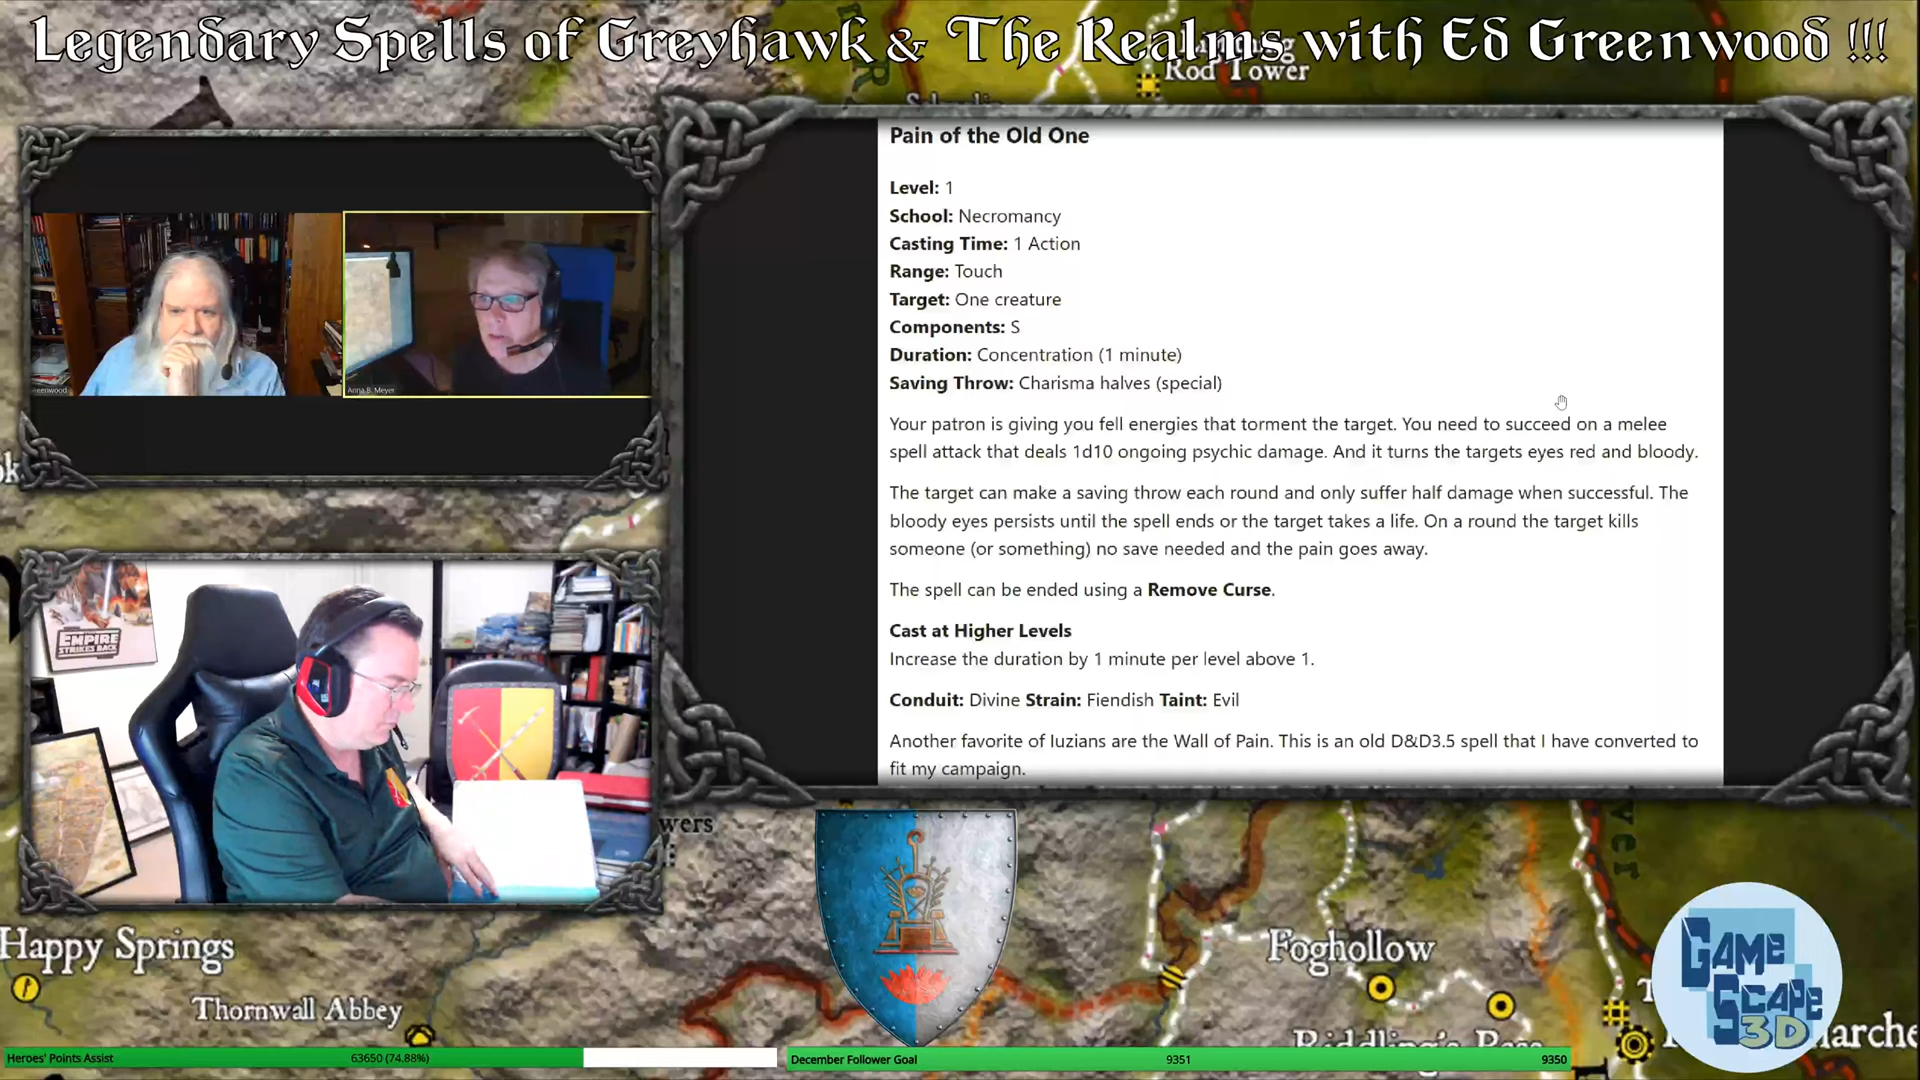 Legendary Spells of Greyhawk & The Realms with Ed Greenwood !!!
Rod Tower
Pain of the Old One
Level: 1
School: Necromancy
Casting Time: 1 Action
Range: Touch
Target: One creature
Components: S
Duration: Concentration (1 minute)
Saving Throw: Charisma halves (special)
Your patron is giving you fell energies that torment the target. You need to succeed on a melee
spell attack that deals 1d10 ongoing psychic damage. And it turns the targets eyes red and bloody.
The target can make a saving throw each round and only suffer half damage when successful. The
bloody eyes persists until the spell ends or the target takes a life. On a round the target kills
someone (or something) no save needed and the pain goes away.
The spell can be ended using a Remove Curse.
Cast at Higher Levels
Increase the duration by 1 minute per level above 1.
Conduit: Divine Strain: Fiendish Taint: Evil
Another favorite of Iuzians are the Wall of Pain. This is an old D&D3.5 spell that I have converted to
fit my campaign.
eenwood
Anna B. Meyer
EMPIRE
STRIKES BACK
wers
ver
Happy Springs
Thornwall Abbey
Foghollow
arche
GAME
SCAPE
3D
Heroes' Points Assist
63650 (74.88%)
December Follower Goal
9351
9350